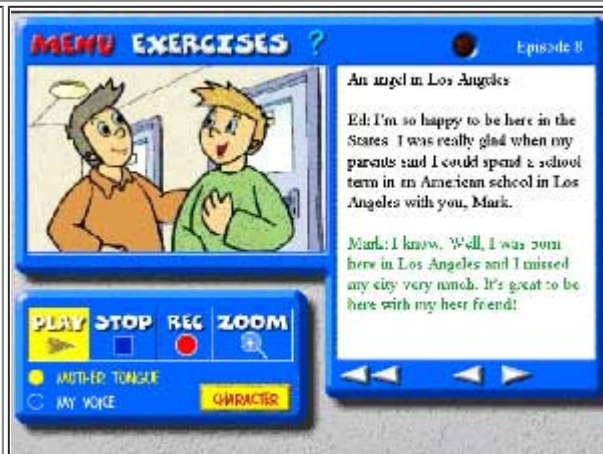 MENU EXERCISES ?
Episode 8
An angel in Los Angeles
Ed: I'm so happy to be here in the
States. I was really glad when my
parents said I could spend a school
term in an American school in Los
Angeles with you, Mark.
Mark: I know. Well, I was born
here in Los Angeles and I missed
my city very much. It's great to be
here with my best friend!
PLAY STOP REC ZOOM
MOTHER TONGUE
MY VOICE
CHARACTER